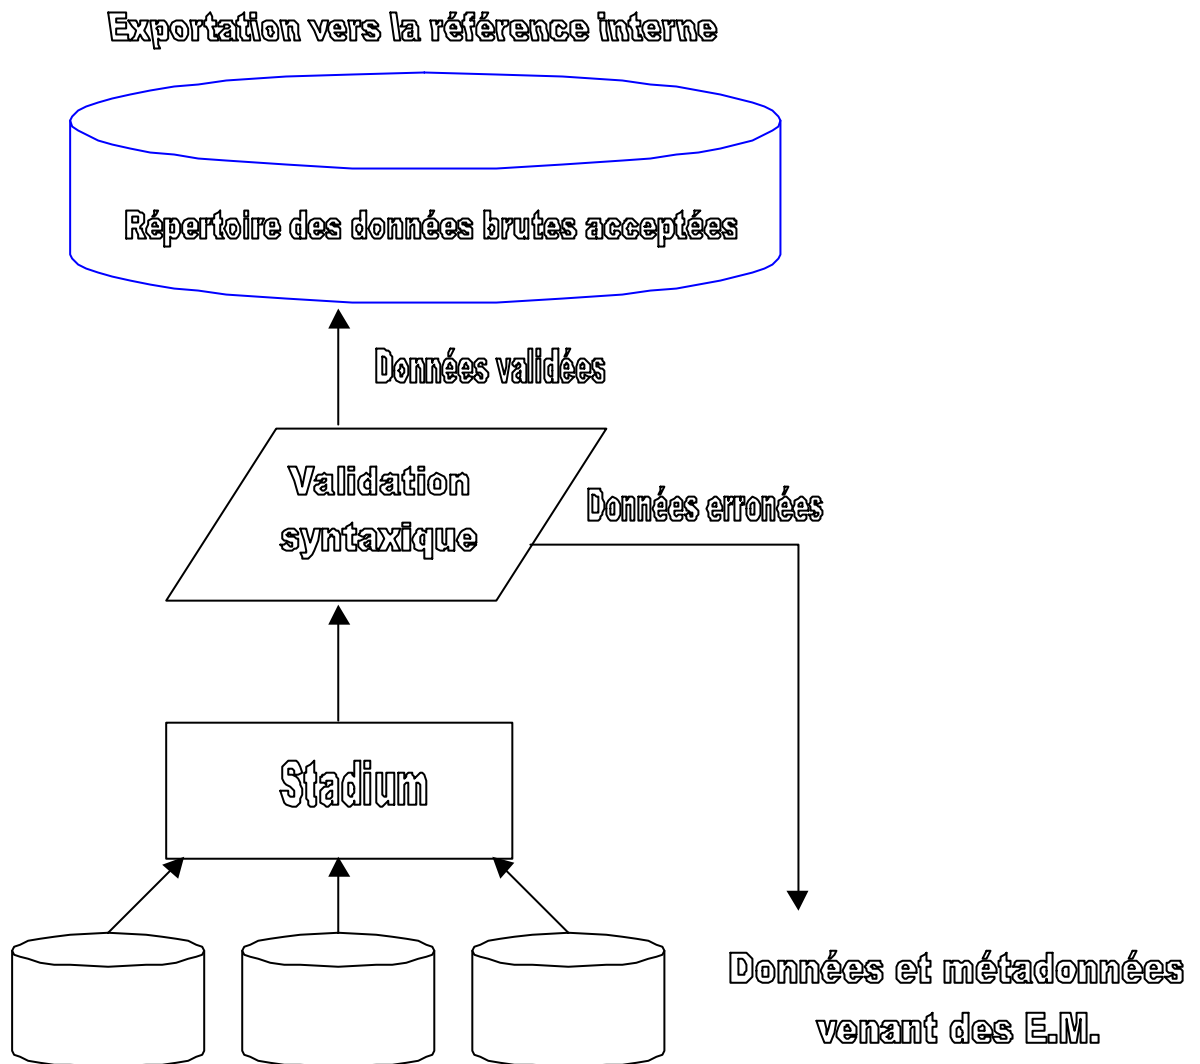 Exportation vers la référence interne
Répertoire des données brutes acceptées
Données validées
Validation
syntaxique
Données erronées
Stadium
Données et métadonnées
venant des E.M.